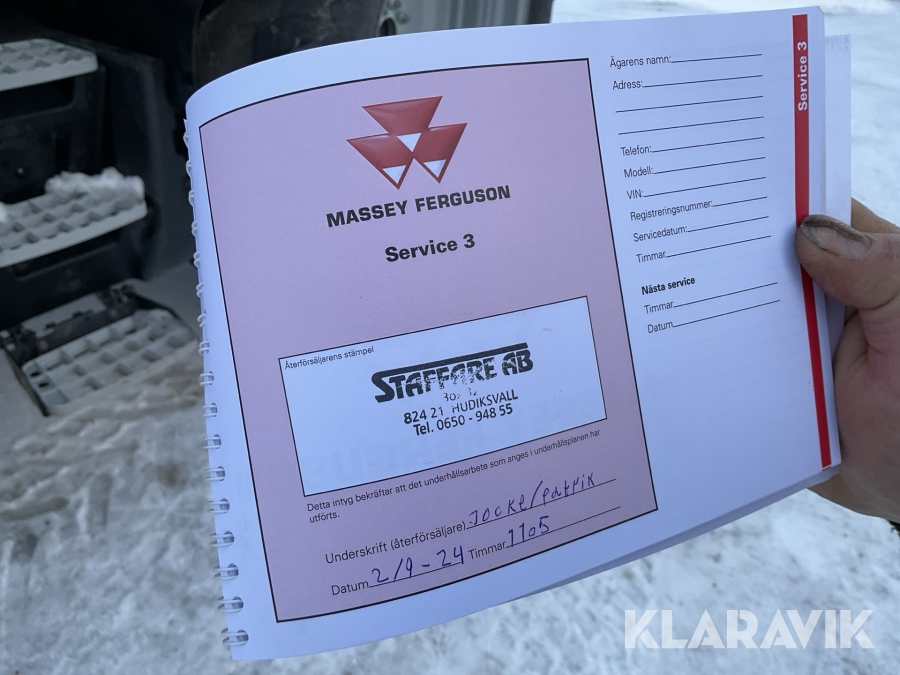 MASSEY FERGUSON
Service 3
Återförsäljarens stämpel
STAFFARE AB
824 21 HUDIKSVALL
Tel. 0650 - 948 55
Detta intyg bekräftar att det underhållsarbete som anges i underhållsplanen har
utförts.
Underskrift (återförsäljare) Jocke/Patrik
Datum 2/9-24 Timmar 1105
Ägarens namn:
Adress:
Telefon:
Modell:
VIN:
Registreringsnummer:
Servicedatum:
Timmar
Nästa service
Timmar
Datum
Service 3
KLARAVIK